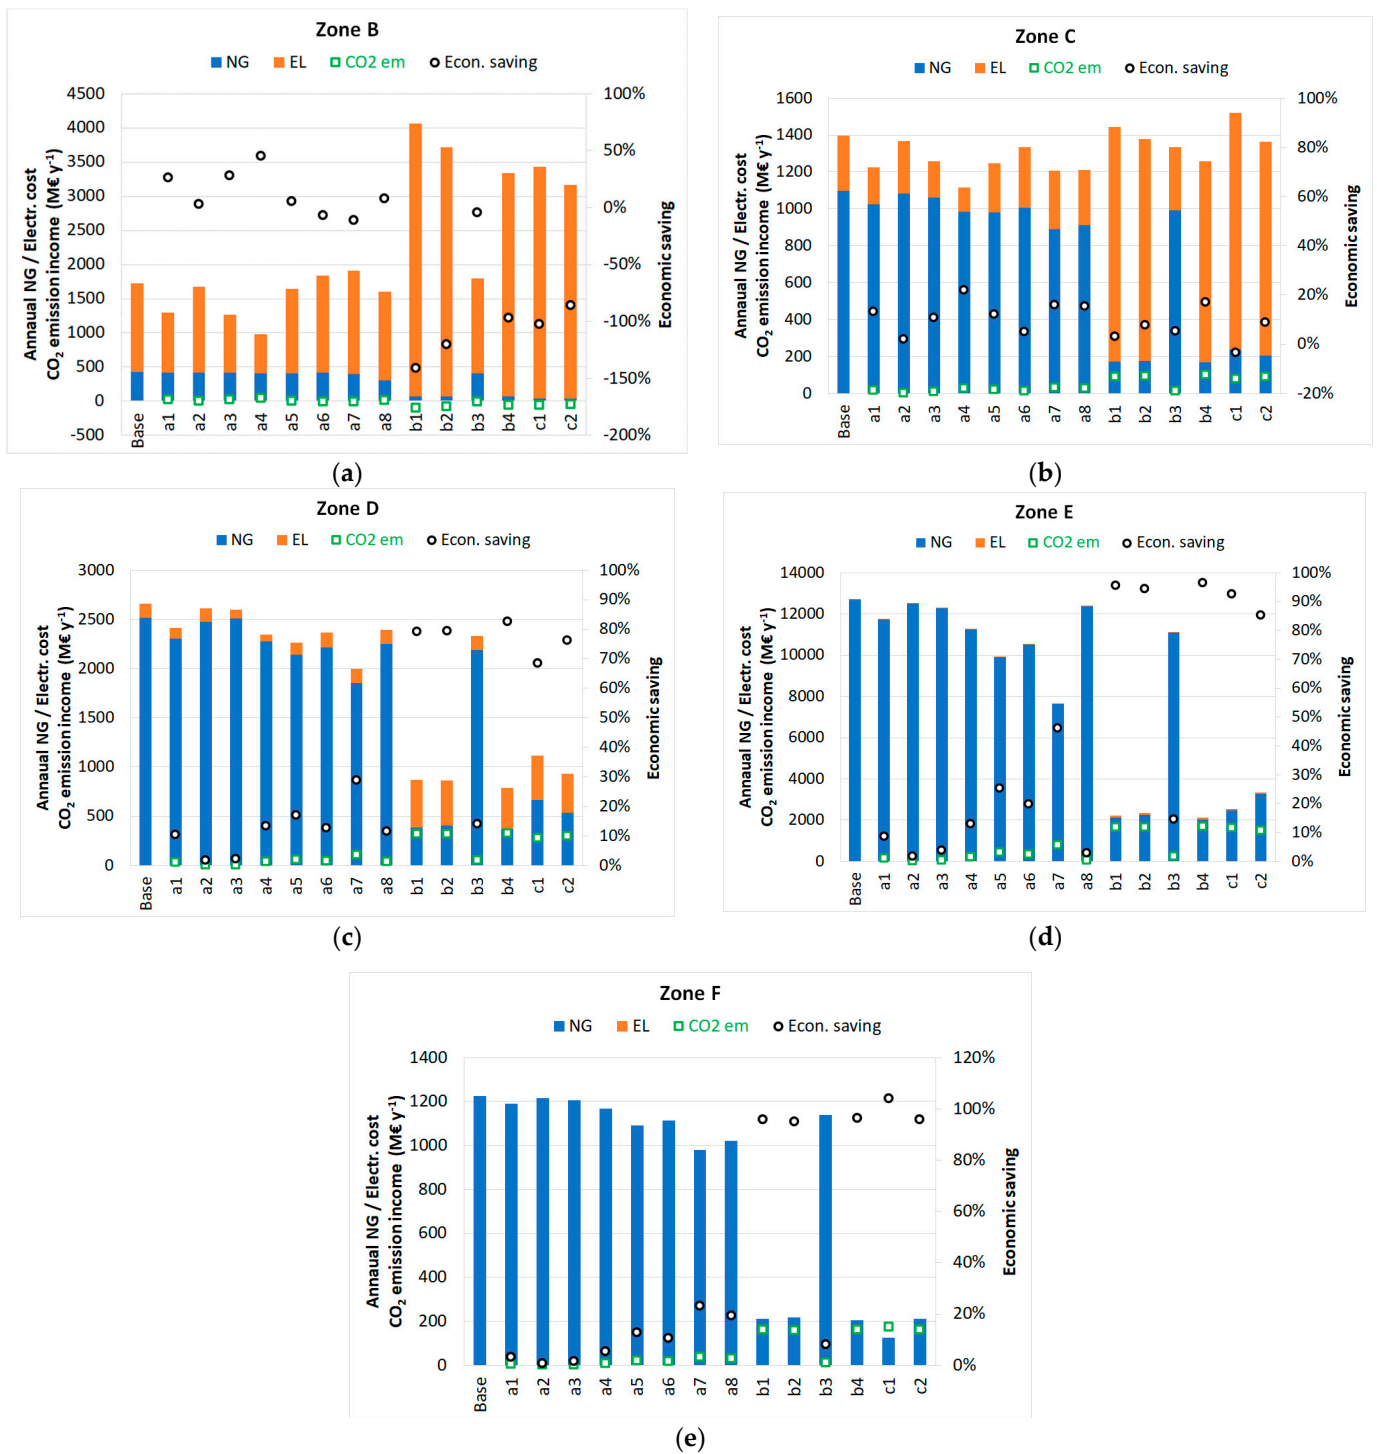 Zone B
NG EL CO2 em Econ. saving
Annaual NG / Electr. cost
CO2 emission income (M€ y-1)
4500
4000
3500
3000
2500
2000
1500
1000
500
0
-500
100%
50%
0%
-50%
-100%
-150%
-200%
Economic saving
Base a1 a2 a3 a4 a5 a6 a7 a8 b1 b2 b3 b4 c1 c2
(a)
Zone C
NG EL CO2 em Econ. saving
Annaual NG / Electr. cost
CO2 emission income (M€ y-1)
1600
1400
1200
1000
800
600
400
200
0
100%
80%
60%
40%
20%
0%
-20%
Economic saving
Base a1 a2 a3 a4 a5 a6 a7 a8 b1 b2 b3 b4 c1 c2
(b)
Zone D
NG EL CO2 em Econ. saving
Annaual NG / Electr. cost
CO2 emission income (M€ y-1)
3000
2500
2000
1500
1000
500
0
100%
90%
80%
70%
60%
50%
40%
30%
20%
10%
0%
Economic saving
Base a1 a2 a3 a4 a5 a6 a7 a8 b1 b2 b3 b4 c1 c2
(c)
Zone E
NG EL CO2 em Econ. saving
Annaual NG / Electr. cost
CO2 emission income (M€ y-1)
14000
12000
10000
8000
6000
4000
2000
0
100%
90%
80%
70%
60%
50%
40%
30%
20%
10%
0%
Economic saving
Base a1 a2 a3 a4 a5 a6 a7 a8 b1 b2 b3 b4 c1 c2
(d)
Zone F
NG EL CO2 em Econ. saving
Annaual NG / Electr. cost
CO2 emission income (M€ y-1)
1400
1200
1000
800
600
400
200
0
120%
100%
80%
60%
40%
20%
0%
Economic saving
Base a1 a2 a3 a4 a5 a6 a7 a8 b1 b2 b3 b4 c1 c2
(e)